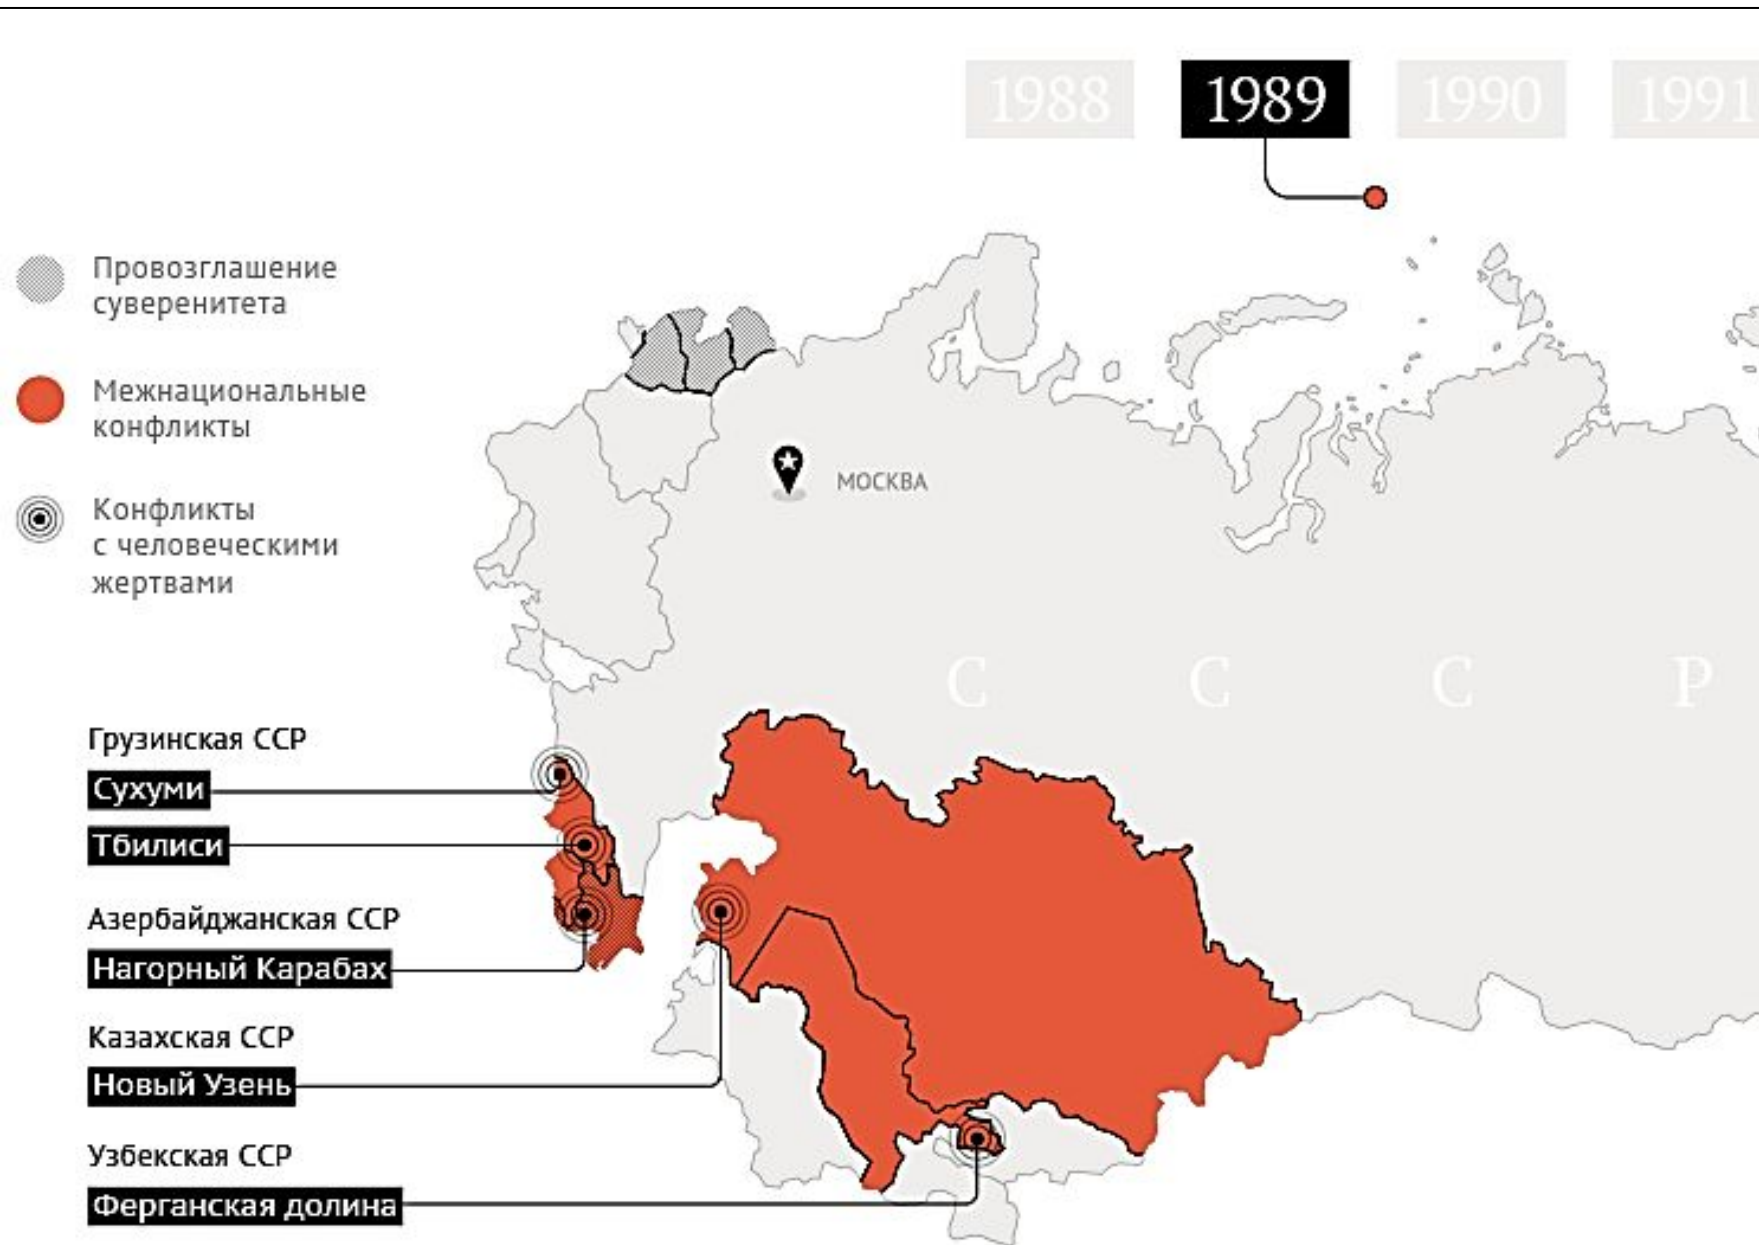 1988 1989 1990 1991
Провозглашение
суверенитета
Межнациональные
конфликты
Конфликты
с человеческими
жертвами
МОСКВА
С С С Р
Грузинская ССР
Сухуми
Тбилиси
Азербайджанская ССР
Нагорный Карабах
Казахская ССР
Новый Узень
Узбекская ССР
Ферганская долина